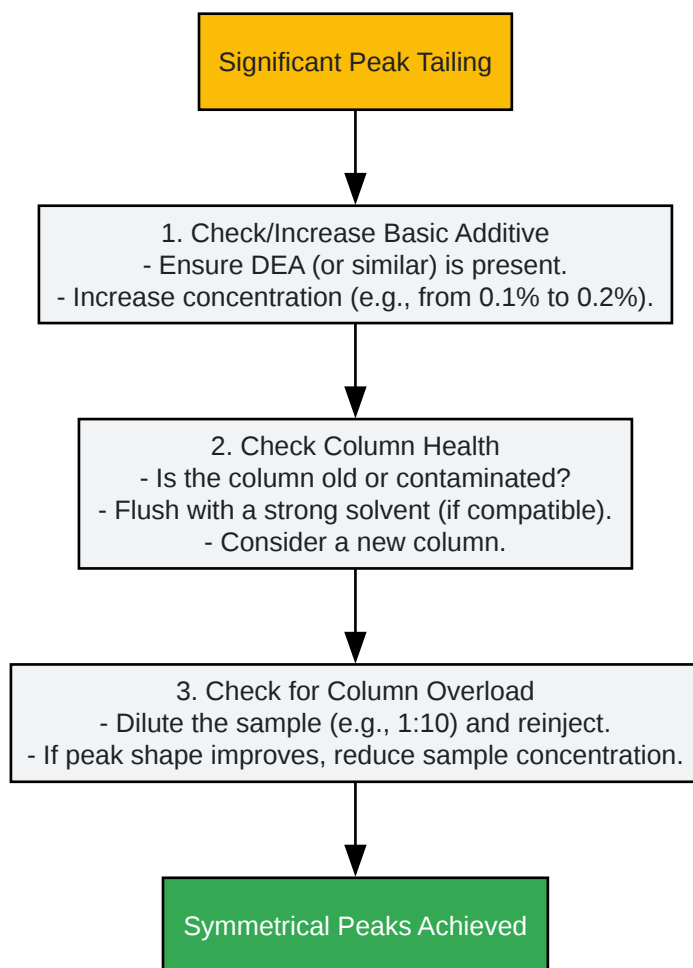 Significant Peak Tailing
1. Check/Increase Basic Additive
- Ensure DEA (or similar) is present.
- Increase concentration (e.g., from 0.1% to 0.2%).
2. Check Column Health
- Is the column old or contaminated?
- Flush with a strong solvent (if compatible).
- Consider a new column.
3. Check for Column Overload
- Dilute the sample (e.g., 1:10) and reinject.
- If peak shape improves, reduce sample concentration.
Symmetrical Peaks Achieved